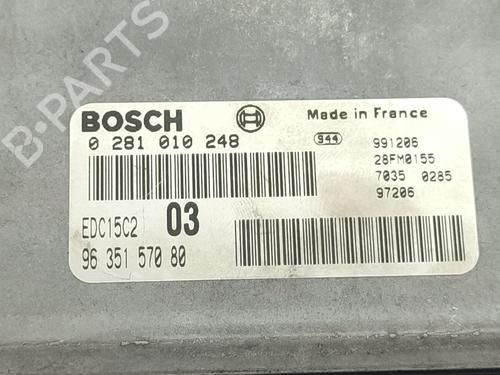 B-PARTS
BOSCH
Made in France
0 281 010 248
944
991206
28FM0155
7035 0285
97206
EDC15C2 03
96 351 570 80